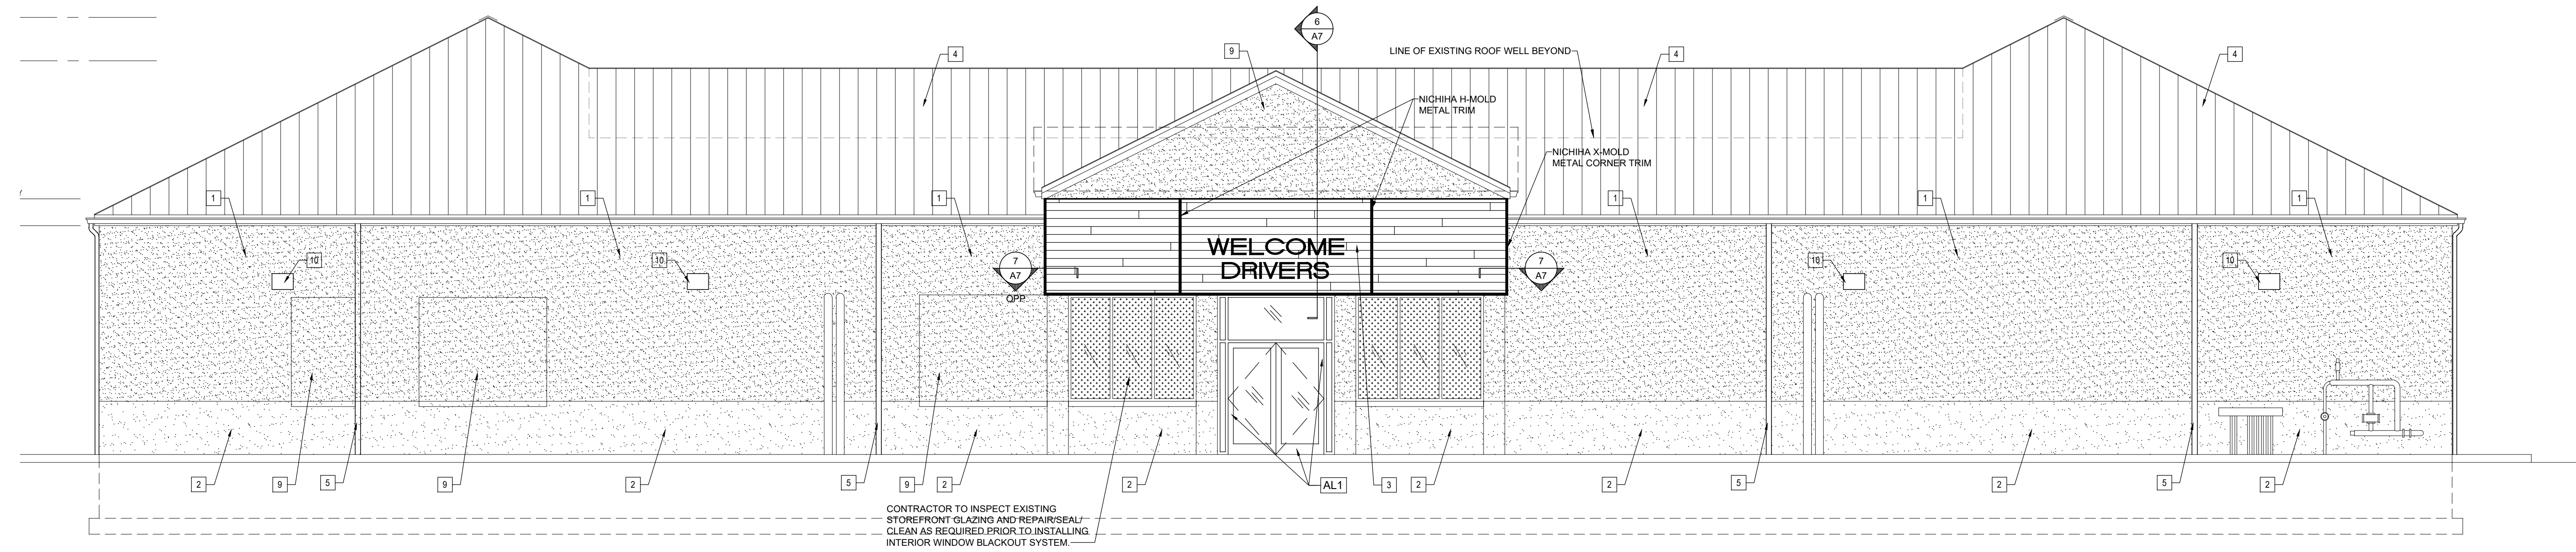 6
A7
9
LINE OF EXISTING ROOF WELL BEYOND
4
4
4
NICHIHA H-MOLD
METAL TRIM
NICHIHA X-MOLD
METAL CORNER TRIM
1
1
1
1
1
1
WELCOME
DRIVERS
10
10
7
A7
OPP.
7
A7
10
10
2
9
5
9
2
5
9
2
2
AL1
3
2
2
5
2
5
2
CONTRACTOR TO INSPECT EXISTING
STOREFRONT GLAZING AND REPAIR/SEAL/
CLEAN AS REQUIRED PRIOR TO INSTALLING
INTERIOR WINDOW BLACKOUT SYSTEM.